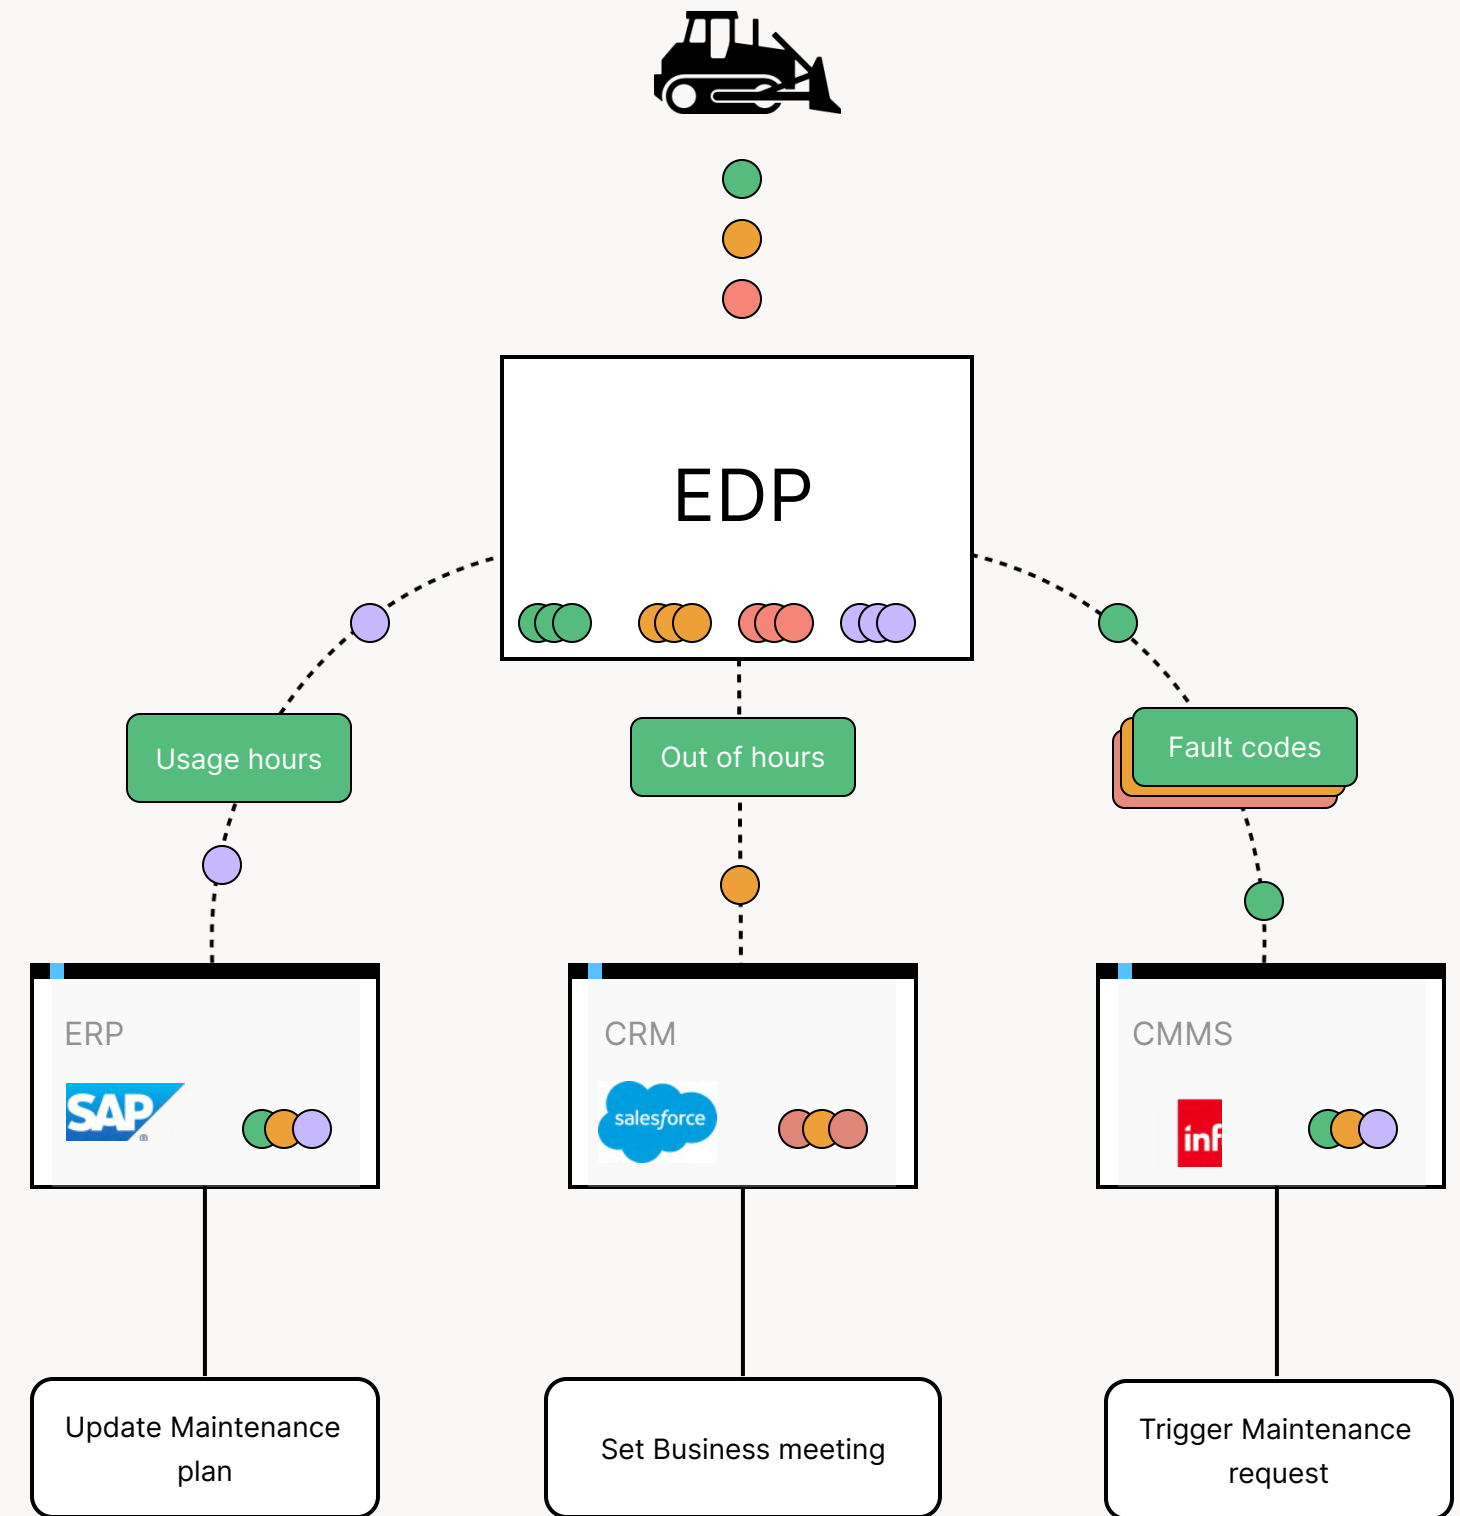 EDP
Usage hours
Out of hours
Fault codes
ERP
CRM
CMMS
SAP
®
salesforce
inf
Update Maintenance
plan
Set Business meeting
Trigger Maintenance
request